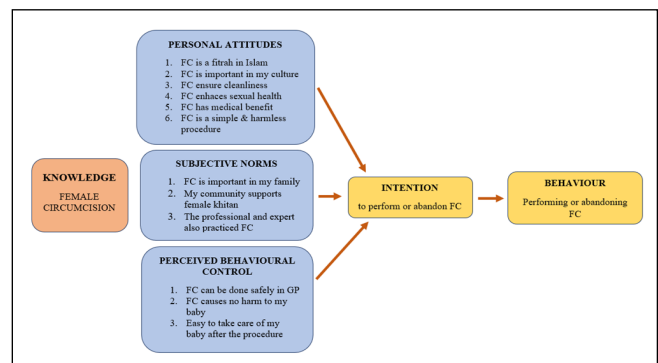 PERSONAL ATTITUDES
1. FC is a fitrah in Islam
2. FC is important in my culture
3. FC ensure cleanliness
4. FC enhaces sexual health
5. FC has medical benefit
6. FC is a simple & harmless
procedure
KNOWLEDGE
FEMALE
CIRCUMCISION
SUBJECTIVE NORMS
1. FC is important in my family
2. My community supports
female khitan
3. The professional and expert
also practiced FC
INTENTION
to perform or abandon FC
BEHAVIOUR
Performing or abandoning
FC
PERCEIVED BEHAVIOURAL
CONTROL
1. FC can be done safely in GP
2. FC causes no harm to my
baby
3. Easy to take care of my
baby after the procedure